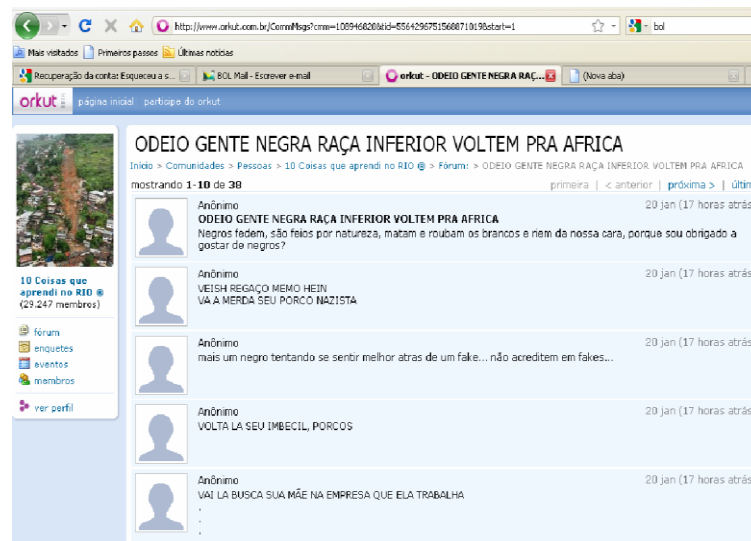 http://www.orkut.com.br/CommMsgs?cmm=108946820&tid=5564296751568871019&start=1
bol
Mais visitados Primeiros passos Últimas notícias
Recuperação da conta: Esqueceu a s... BOL Mail - Escrever e-mail orkut - ODEIO GENTE NEGRA RAÇ... (Nova aba)
orkut página inicial participe do orkut
ODEIO GENTE NEGRA RAÇA INFERIOR VOLTEM PRA AFRICA
Início > Comunidades > Pessoas > 10 Coisas que aprendi no RIO ® > Fórum: > ODEIO GENTE NEGRA RAÇA INFERIOR VOLTEM PRA AFRICA
mostrando 1-10 de 38 primeira | < anterior | próxima > |
Anônimo 20 jan (17 horas atrás
ODEIO GENTE NEGRA RAÇA INFERIOR VOLTEM PRA AFRICA
Negros fedem, são feios por natureza, matam e roubam os brancos e riem da nossa cara, porque sou obrigado a
gostar de negros?
10 Coisas que
aprendi no RIO ®
(29.247 membros)
fórum
enquetes
eventos
membros
ver perfil
Anônimo 20 jan (17 horas atrás
VEISH REGAÇO MEMO HEIN
VA A MERDA SEU PORCO NAZISTA
Anônimo 20 jan (17 horas atrás
mais um negro tentando se sentir melhor atras de um fake... não acreditem em fakes...
Anônimo 20 jan (17 horas atrás
VOLTA LA SEU IMBECIL, PORCOS
Anônimo 20 jan (17 horas atrás
VAI LA BUSCA SUA MÃE NA EMPRESA QUE ELA TRABALHA
.
.
.